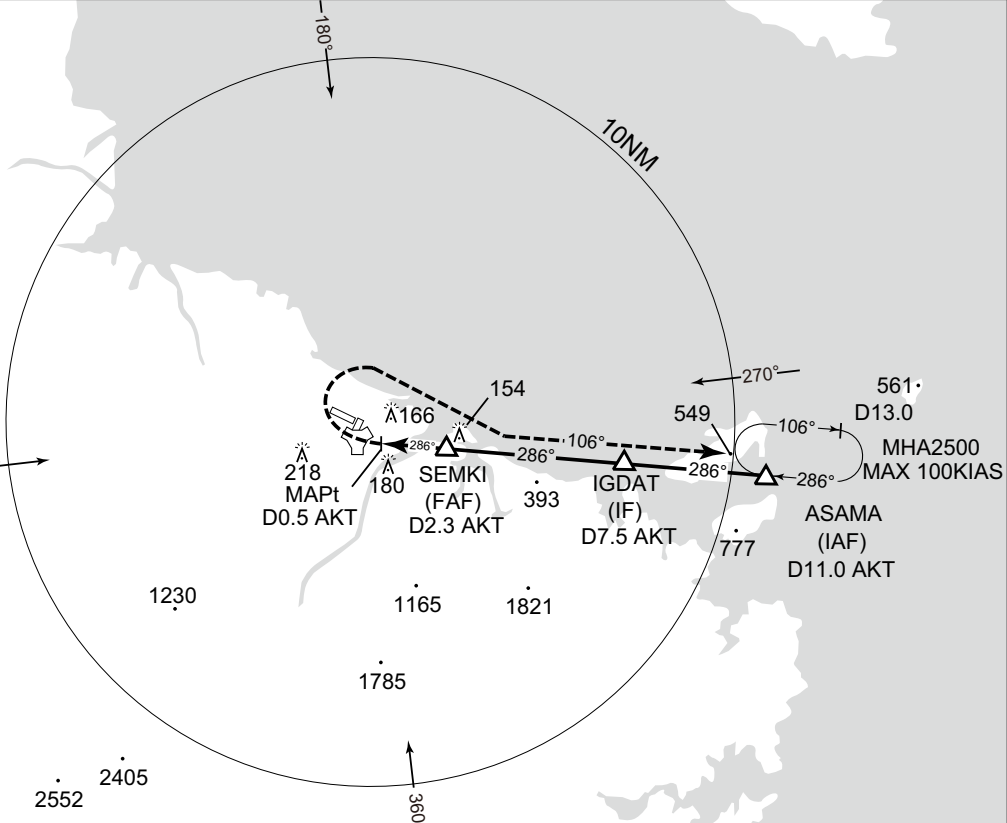 180°
10NM
270°
561
D13.0
549
106°
MHA2500
MAX 100KIAS
286°
154
166
106°
286°
286°
286°
218
180
MAPt
D0.5 AKT
SEMKI
(FAF)
D2.3 AKT
393
IGDAT
(IF)
D7.5 AKT
777
ASAMA
(IAF)
D11.0 AKT
1230
1165
1821
1785
2405
2552
360